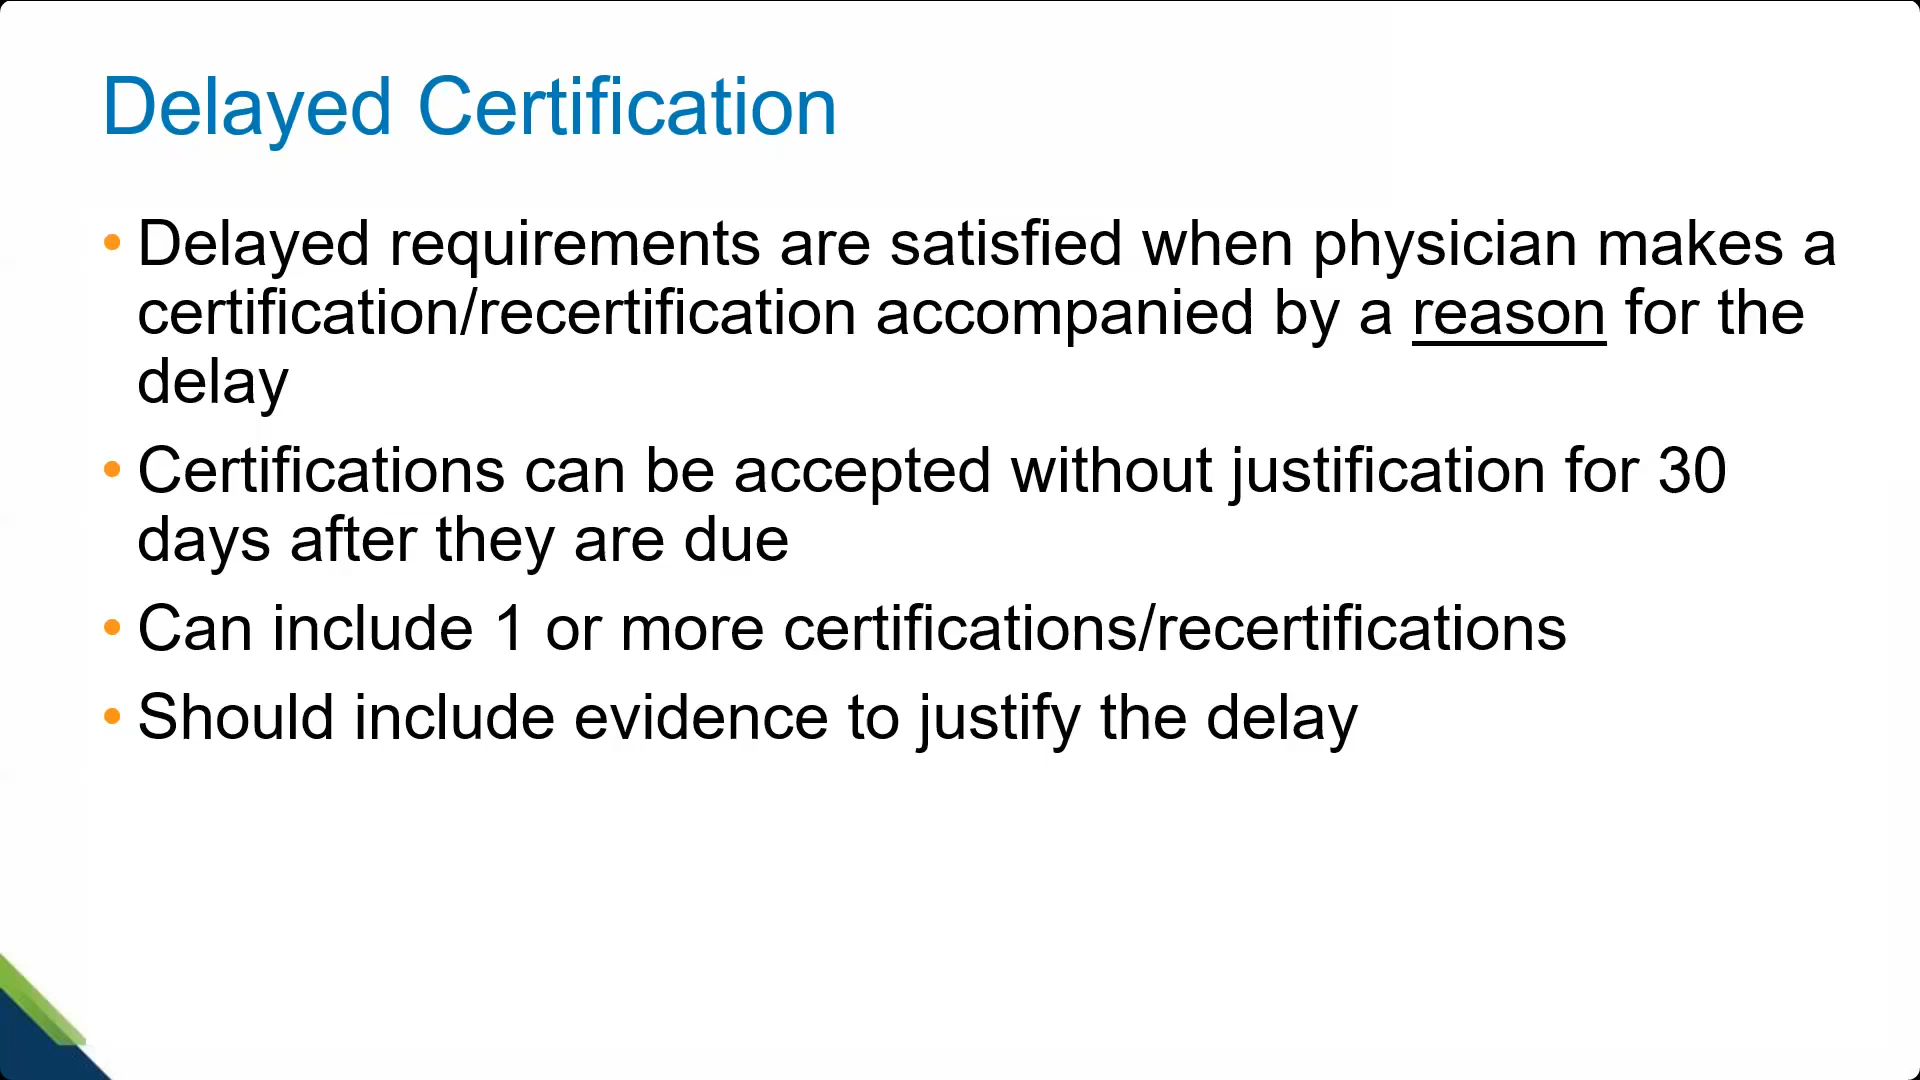 Delayed Certification
• Delayed requirements are satisfied when physician makes a
certification/recertification accompanied by a reason for the
delay
• Certifications can be accepted without justification for 30
days after they are due
• Can include 1 or more certifications/recertifications
• Should include evidence to justify the delay